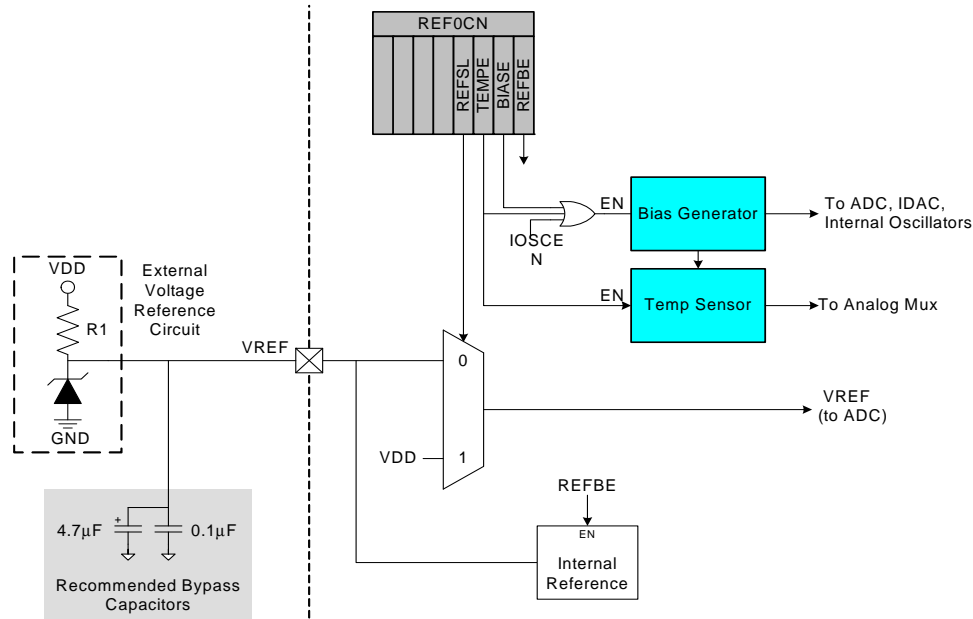 REF0CN
REFSL
TEMPE
BIASE
REFBE
EN
Bias Generator
To ADC, IDAC,
Internal Oscillators
IOSCE
N
EN
Temp Sensor
To Analog Mux
VDD
R1
GND
External
Voltage
Reference
Circuit
VREF
0
VDD
1
VREF
(to ADC)
4.7μF
+
0.1μF
Recommended Bypass
Capacitors
REFBE
EN
Internal
Reference